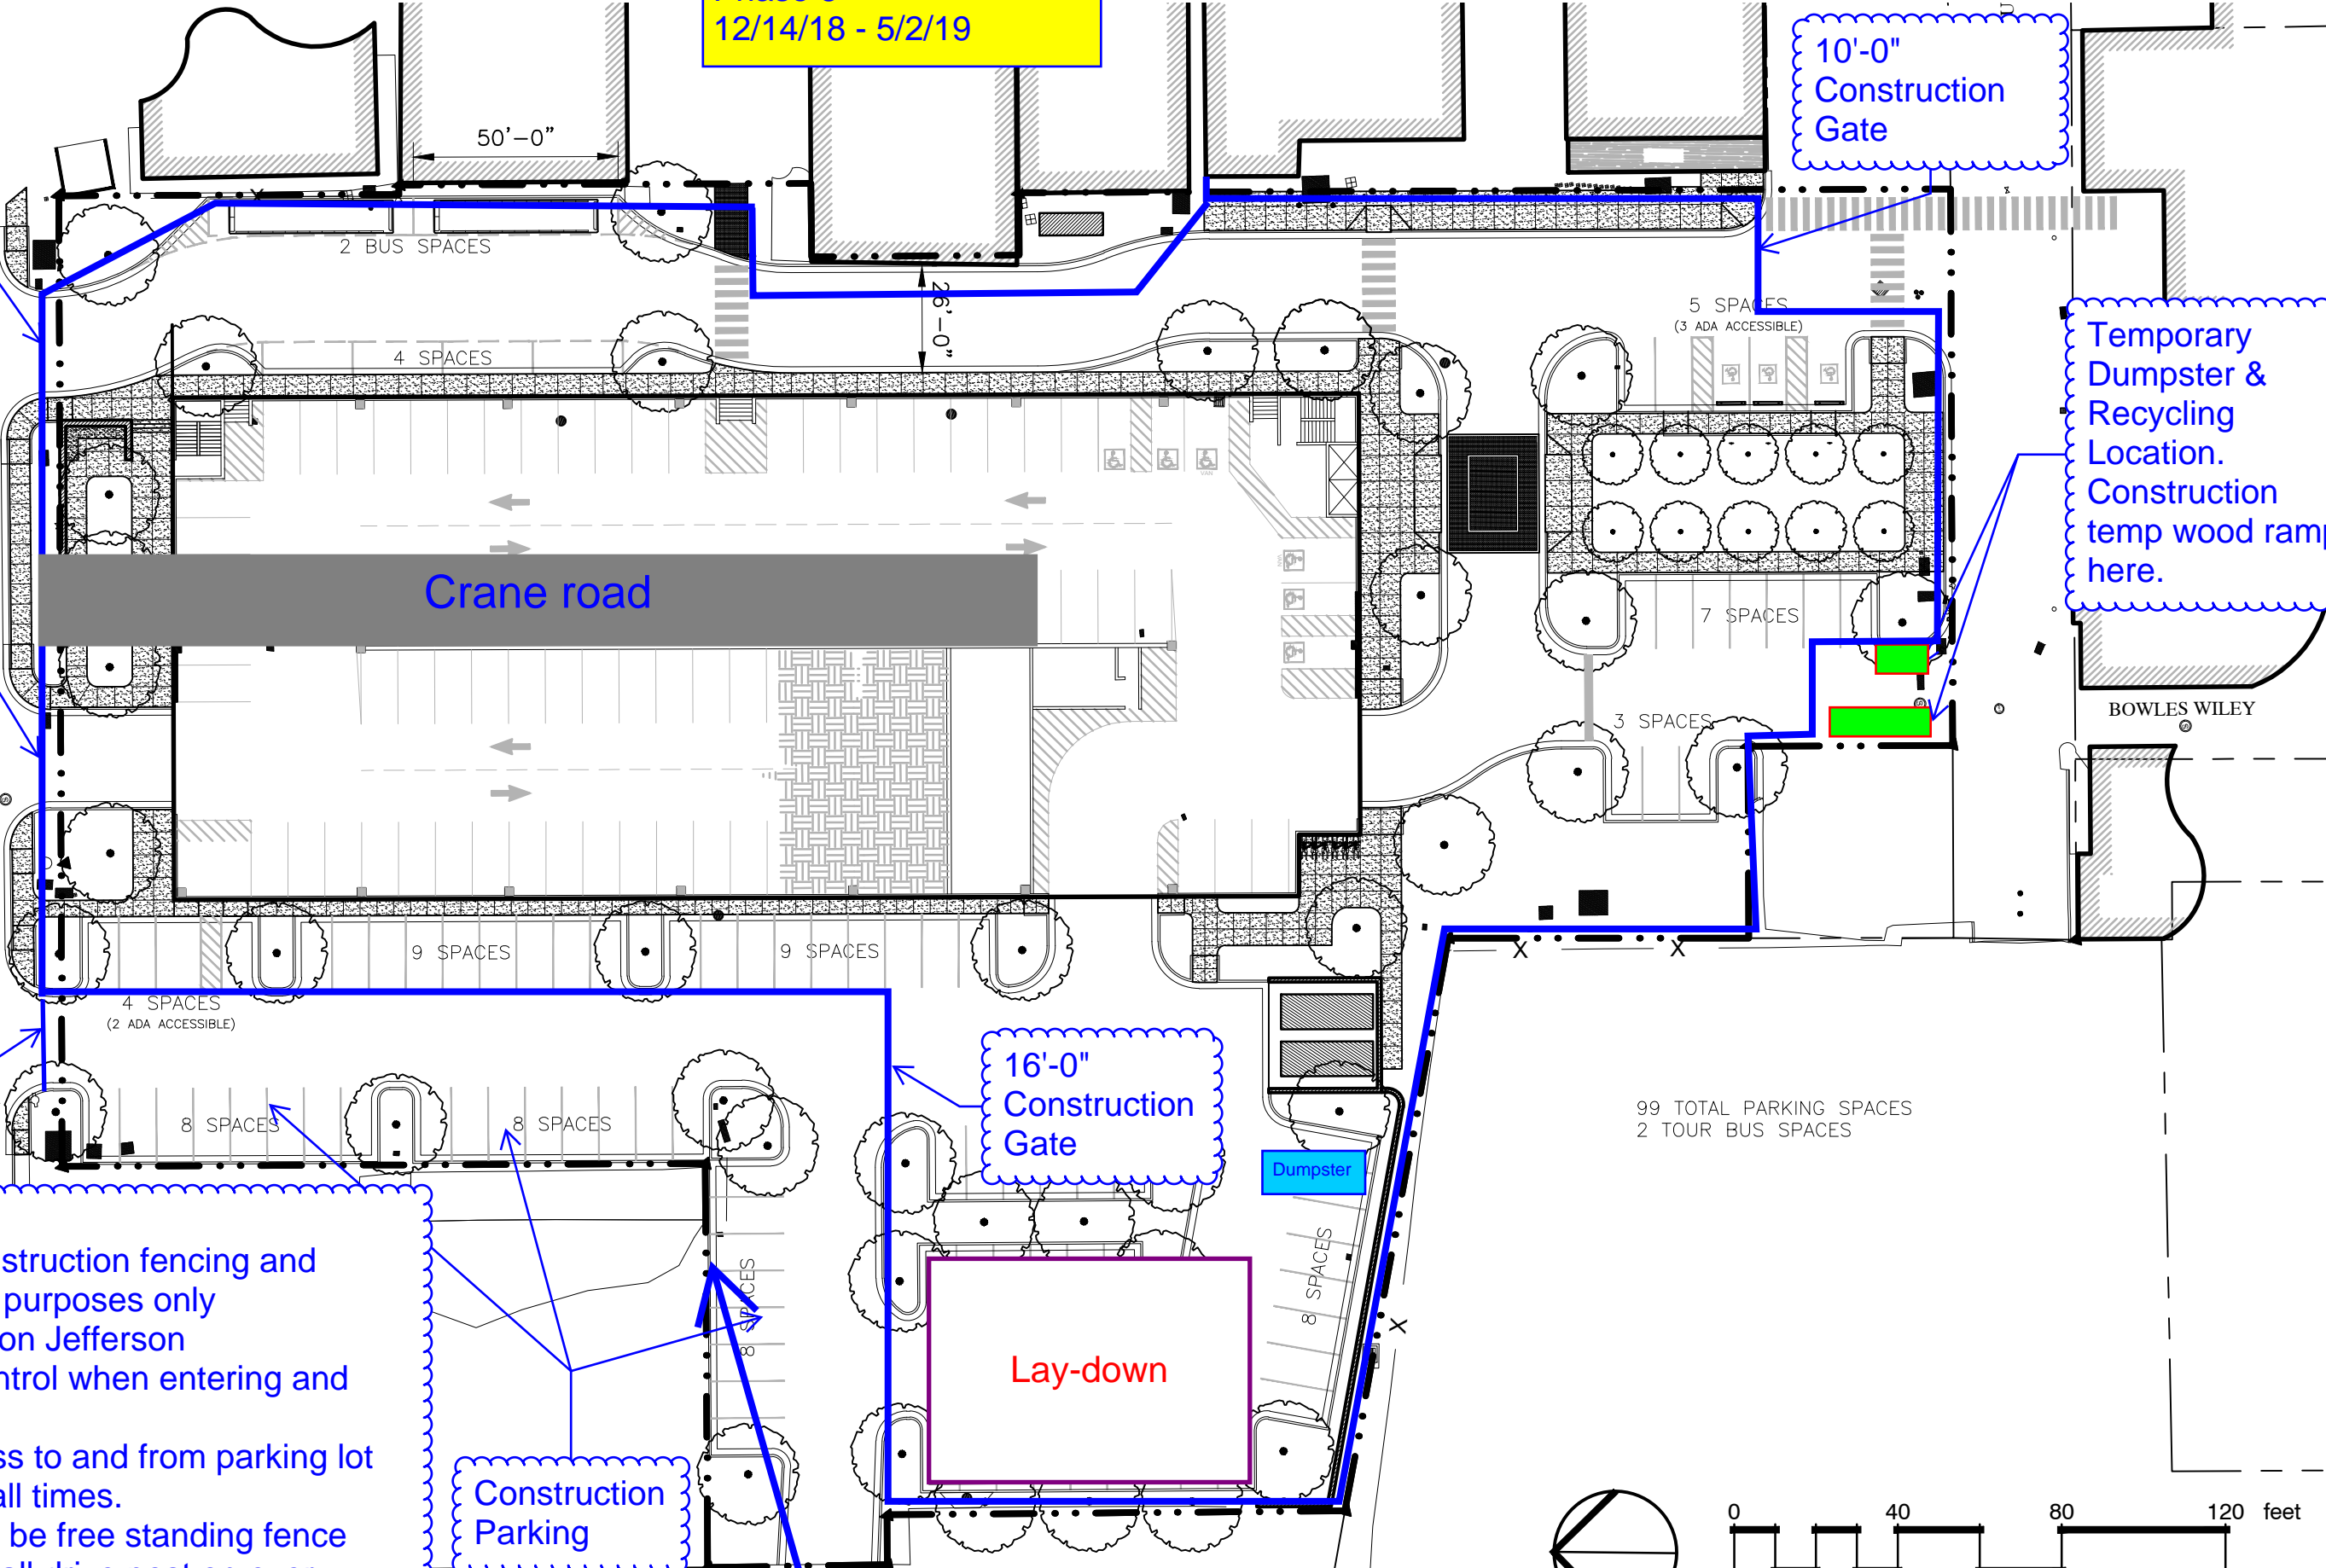 12/14/18 - 5/2/19
10'-0"
Construction
Gate
50'-0"
2 BUS SPACES
26'-0"
4 SPACES
5 SPACES
(3 ADA ACCESSIBLE)
Temporary
Dumpster &
Recycling
Location.
Construction
temp wood ramp
here.
VAN
Crane road
7 SPACES
3 SPACES
BOWLES WILEY
9 SPACES
9 SPACES
4 SPACES
(2 ADA ACCESSIBLE)
16'-0"
Construction
Gate
8 SPACES
8 SPACES
99 TOTAL PARKING SPACES
2 TOUR BUS SPACES
Dumpster
8 SPACES
8 SPACES
X
X
X
X
struction fencing and
purposes only
on Jefferson
ntrol when entering and
ss to and from parking lot
all times.
be free standing fence
Lay-down
Construction
Parking
0 40 80 120 feet